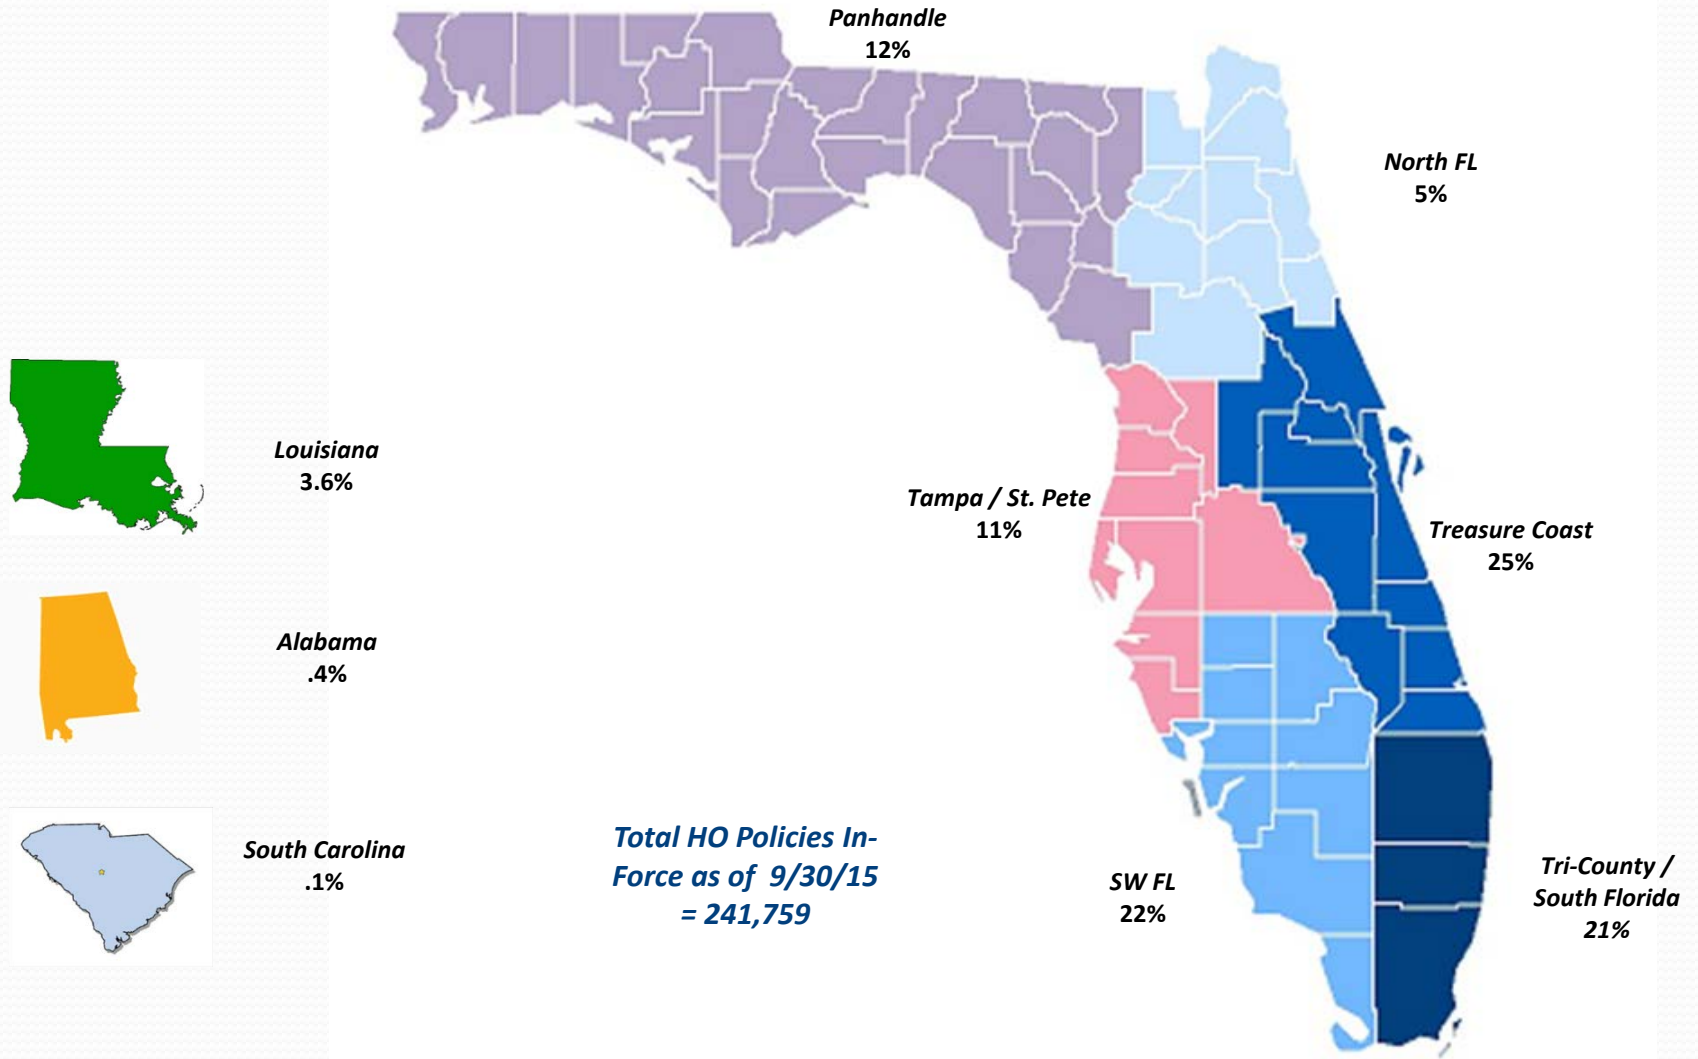 Panhandle
12%
North FL
5%
Louisiana
3.6%
Tampa / St. Pete
11%
Treasure Coast
25%
Alabama
.4%
South Carolina
.1%
Total HO Policies In-
Force as of 9/30/15
= 241,759
SW FL
22%
Tri-County /
South Florida
21%